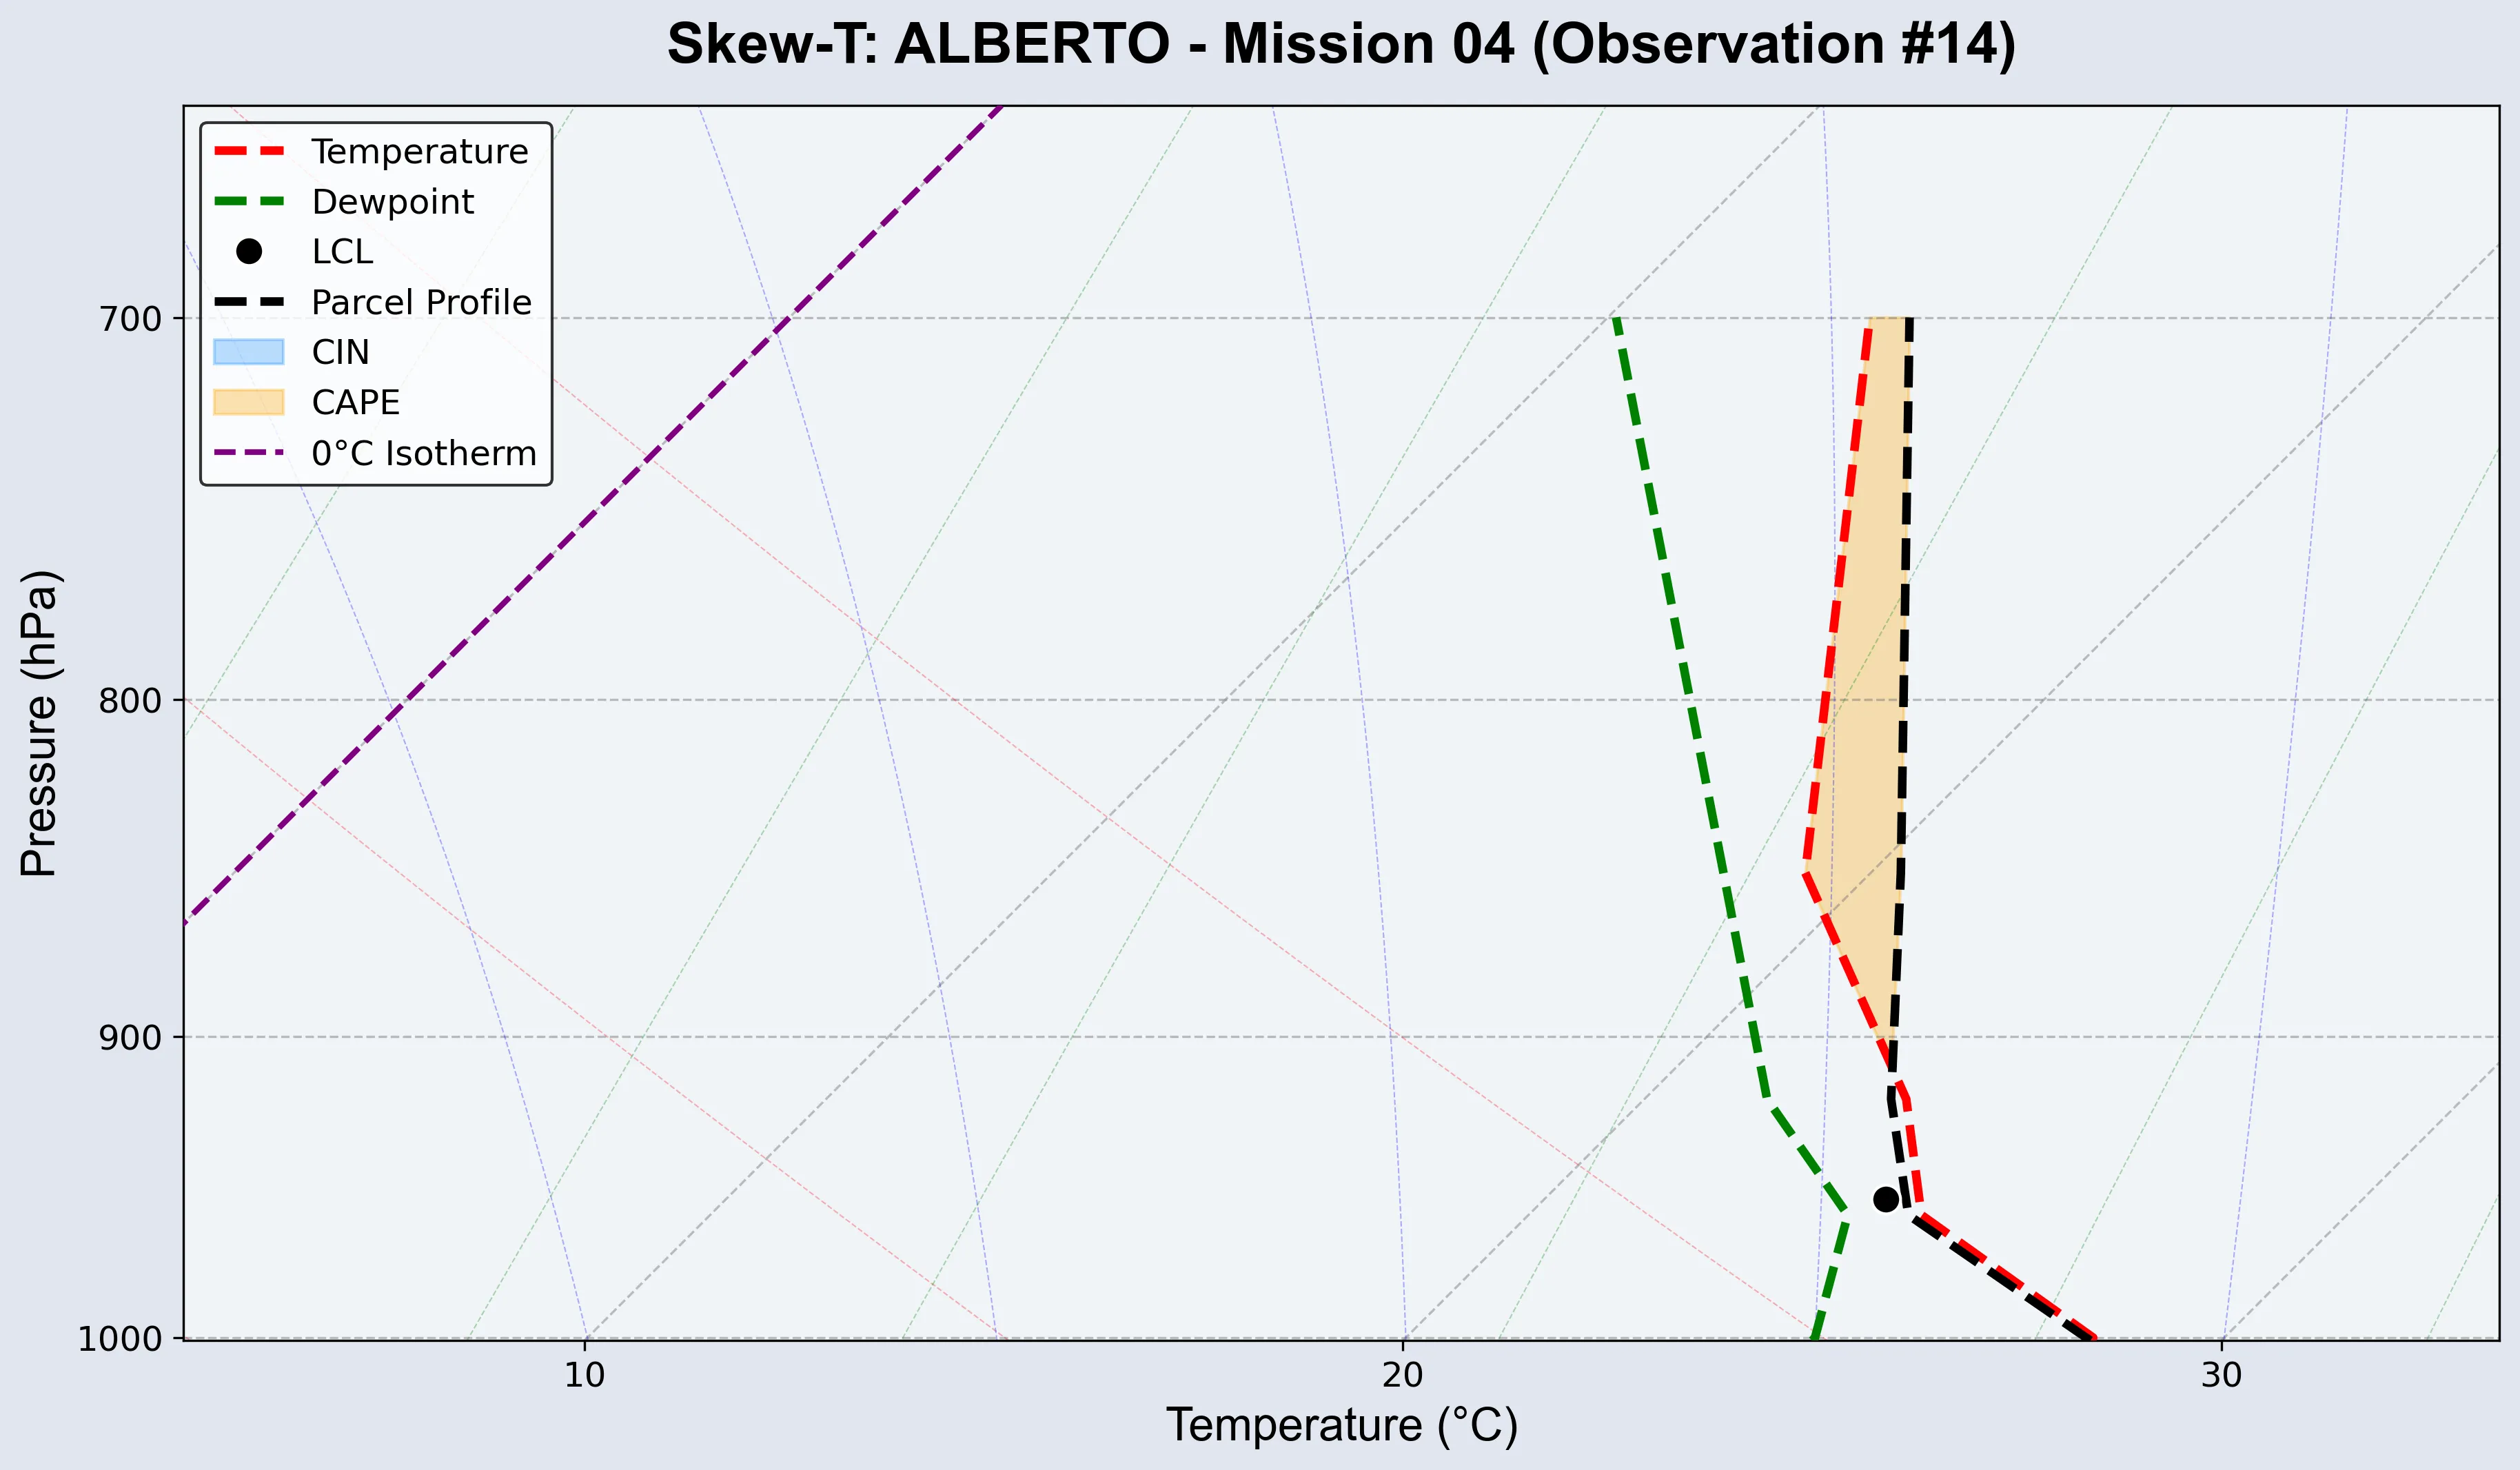 Skew-T: ALBERTO - Mission 04 (Observation #14)
Temperature
Dewpoint
LCL
Parcel Profile
CIN
CAPE
0°C Isotherm
Pressure (hPa)
700
800
900
1000
10
20
30
Temperature (°C)